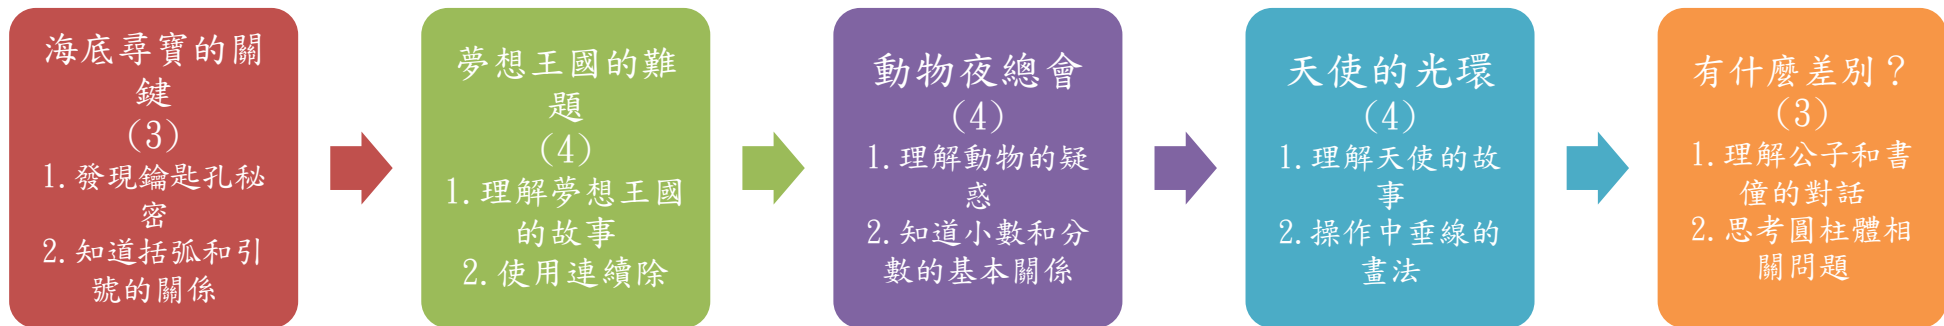 海底尋寶的關
鍵
(3)
1.發現鑰匙孔秘
密
2.知道括弧和引
號的關係
夢想王國的難
題
(4)
1.理解夢想王國
的故事
2.使用連續除
動物夜總會
(4)
1.理解動物的疑
惑
2.知道小數和分
數的基本關係
天使的光環
(4)
1.理解天使的故
事
2.操作中垂線的
畫法
有什麼差別？
(3)
1.理解公子和書
僮的對話
2.思考圓柱體相
關問題